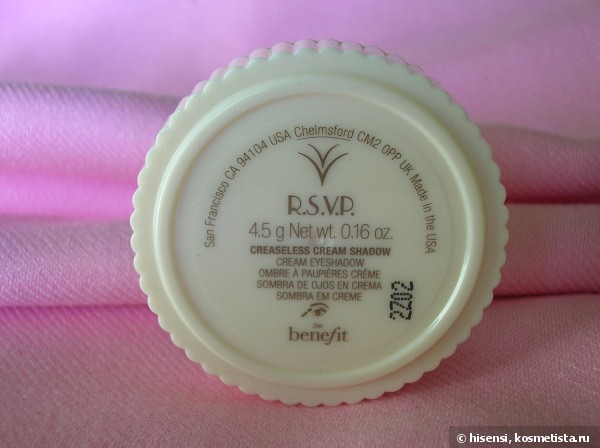 San Francisco CA 94104 USA Chelmsford CM2 0PP UK Made in the USA
R.S.V.P.
4.5 g Net wt. 0.16 oz.
CREASELESS CREAM SHADOW
CREAM EYESHADOW
OMBRE À PAUPIÈRES CRÈME
SOMBRA DE OJOS EN CREMA
SOMBRA EM CREME
2202
benefit
© hisensi, kosmetista.ru